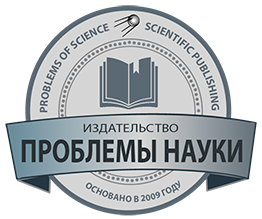 PROBLEMS OF SCIENCE SCIENTIFIC PUBLISHING
ИЗДАТЕЛЬСТВО
ПРОБЛЕМЫ НАУКИ
ОСНОВАНО В 2009 ГОДУ